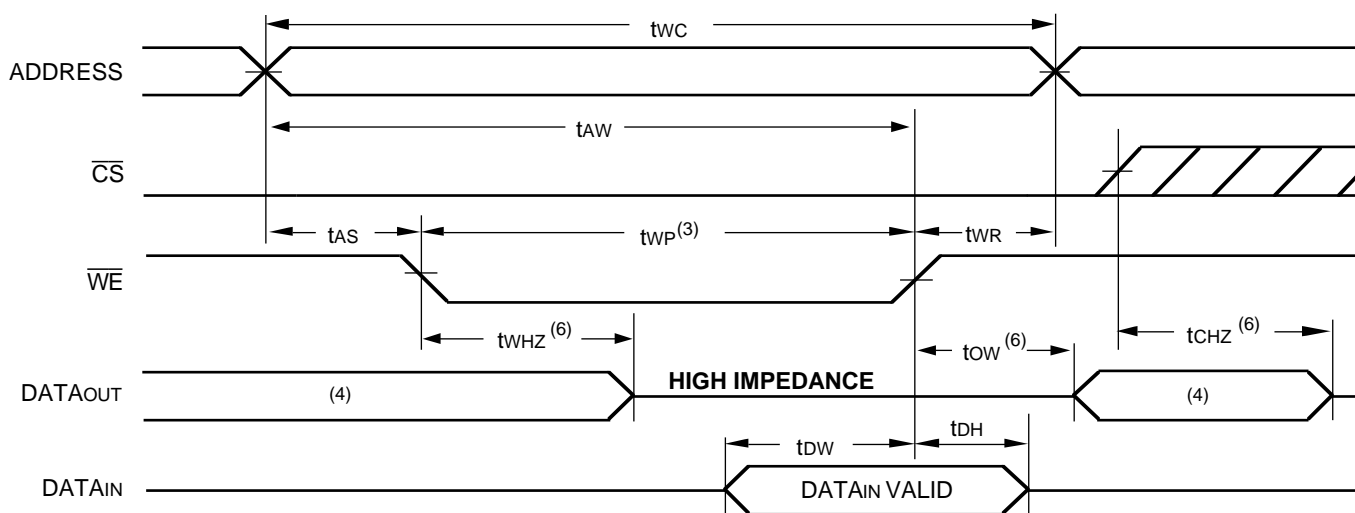 tWC
ADDRESS
tAW
CS
tAS
tWP(3)
tWR
WE
tWHZ (6)
tOW (6)
tCHZ (6)
DATAOUT
(4)
HIGH IMPEDANCE
(4)
tDW
tDH
DATAIN
DATAIN VALID